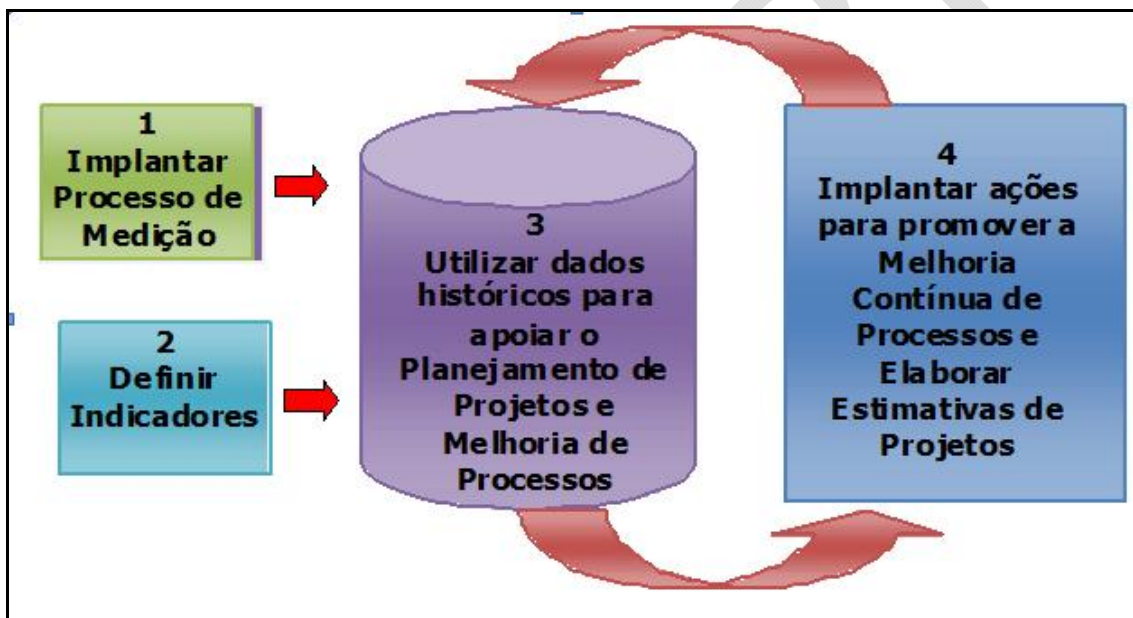 1
Implantar
Processo de
Medição
2
Definir
Indicadores
3
Utilizar dados
históricos para
apoiar o
Planejamento de
Projetos e
Melhoria de
Processos
4
Implantar ações
para promover a
Melhoria
Contínua de
Processos e
Elaborar
Estimativas de
Projetos